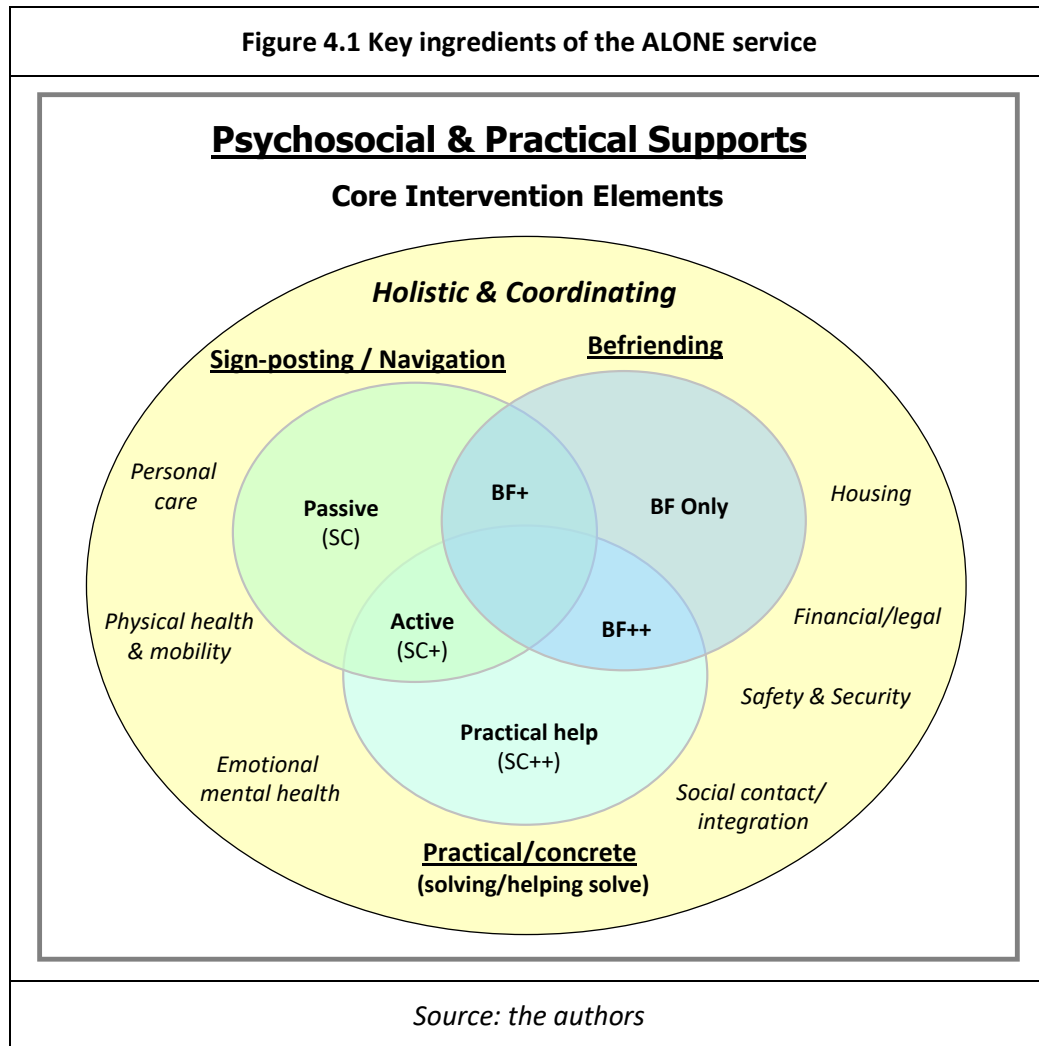 Figure 4.1 Key ingredients of the ALONE service
Psychosocial & Practical Supports
Core Intervention Elements
Holistic & Coordinating
Sign-posting / Navigation
Befriending
Personal
care
Passive
(SC)
BF+
BF Only
Housing
Physical health
& mobility
Active
(SC+)
BF++
Financial/legal
Safety & Security
Practical help
(SC++)
Emotional
mental health
Social contact/
integration
Practical/concrete
(solving/helping solve)
Source: the authors